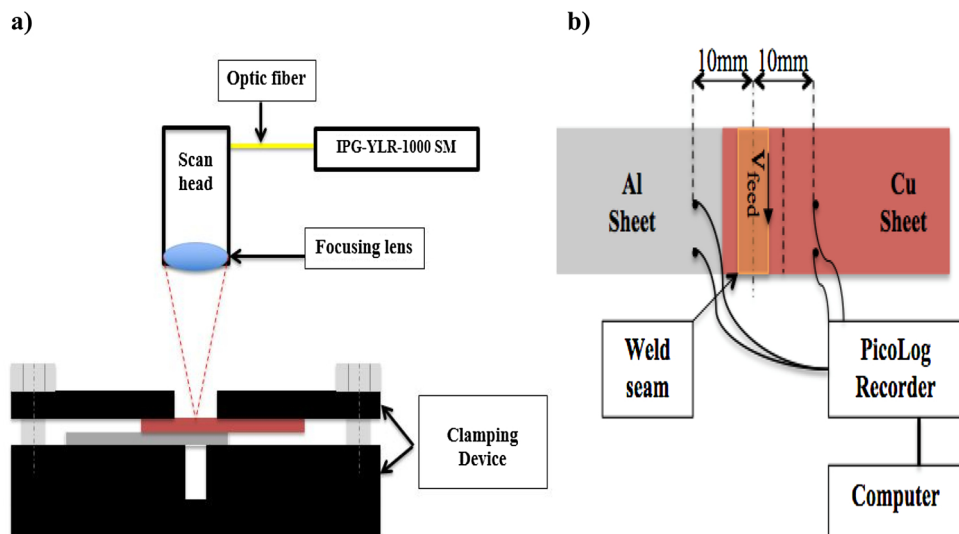 a)
Optic fiber
IPG-YLR-1000 SM
Scan
head
Focusing lens
Clamping
Device
b)
10mm 10mm
Al
Sheet
Vfeed
Cu
Sheet
Weld
seam
PicoLog
Recorder
Computer